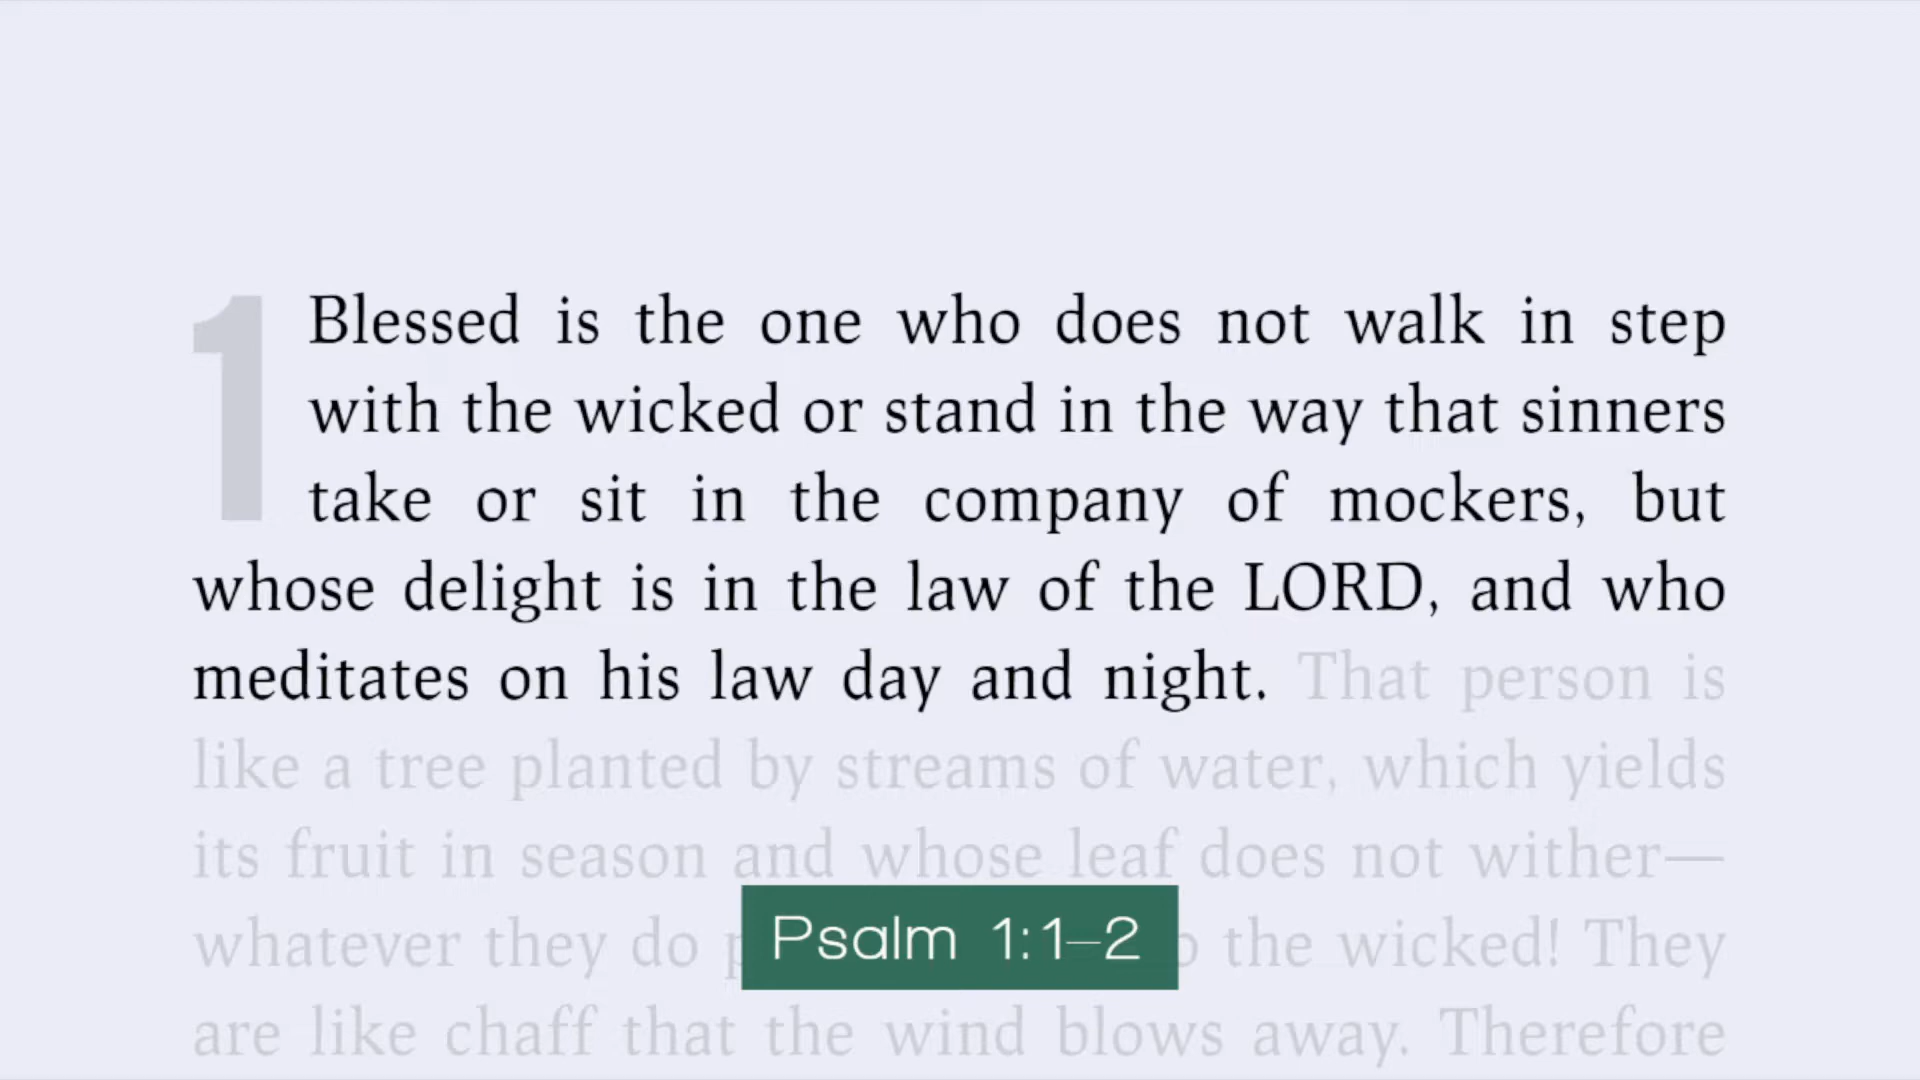 1
Blessed is the one who does not walk in step
with the wicked or stand in the way that sinners
take or sit in the company of mockers, but
whose delight is in the law of the LORD, and who
meditates on his law day and night. That person is
like a tree planted by streams of water, which yields
its fruit in season and whose leaf does not wither—
whatever they do the wicked! They
Psalm 1:1–2
are like chaff that the wind blows away. Therefore